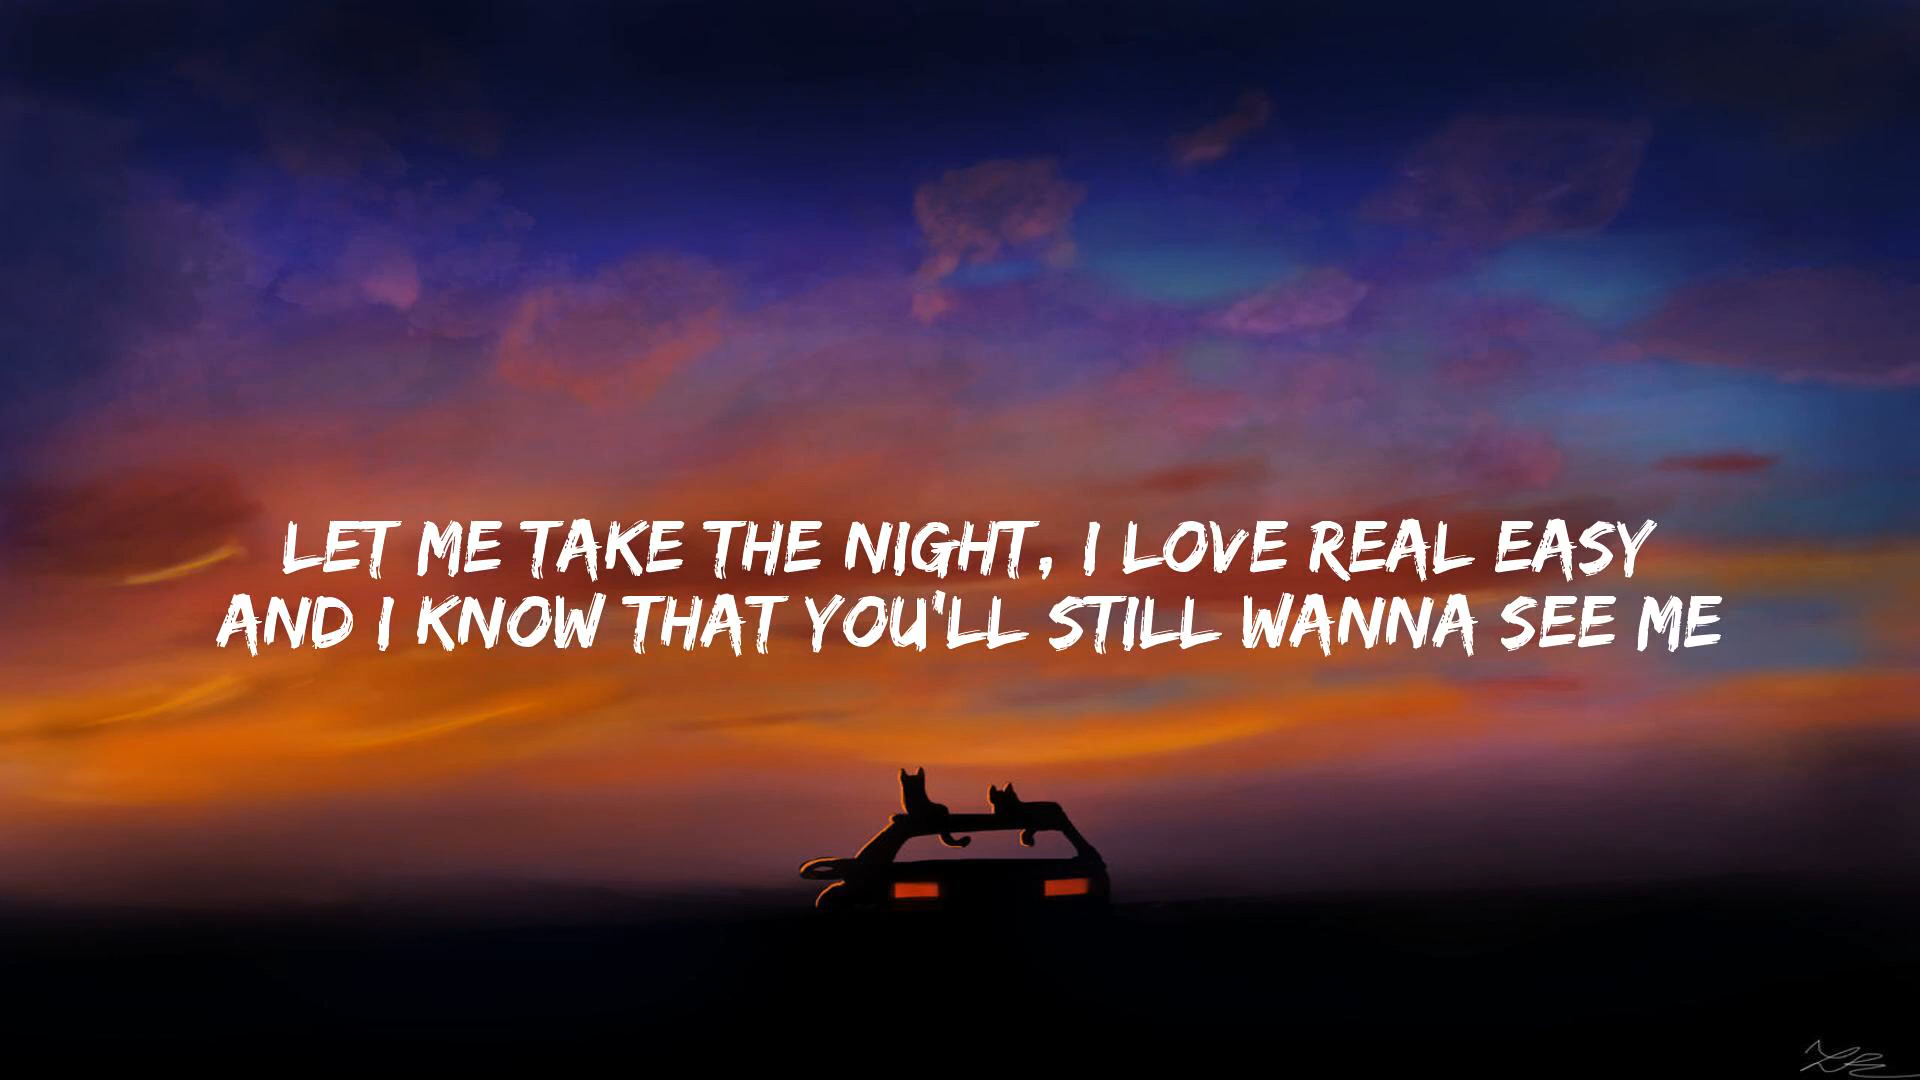 LET ME TAKE THE NIGHT, I LOVE REAL EASY
AND I KNOW THAT YOU'LL STILL WANNA SEE ME